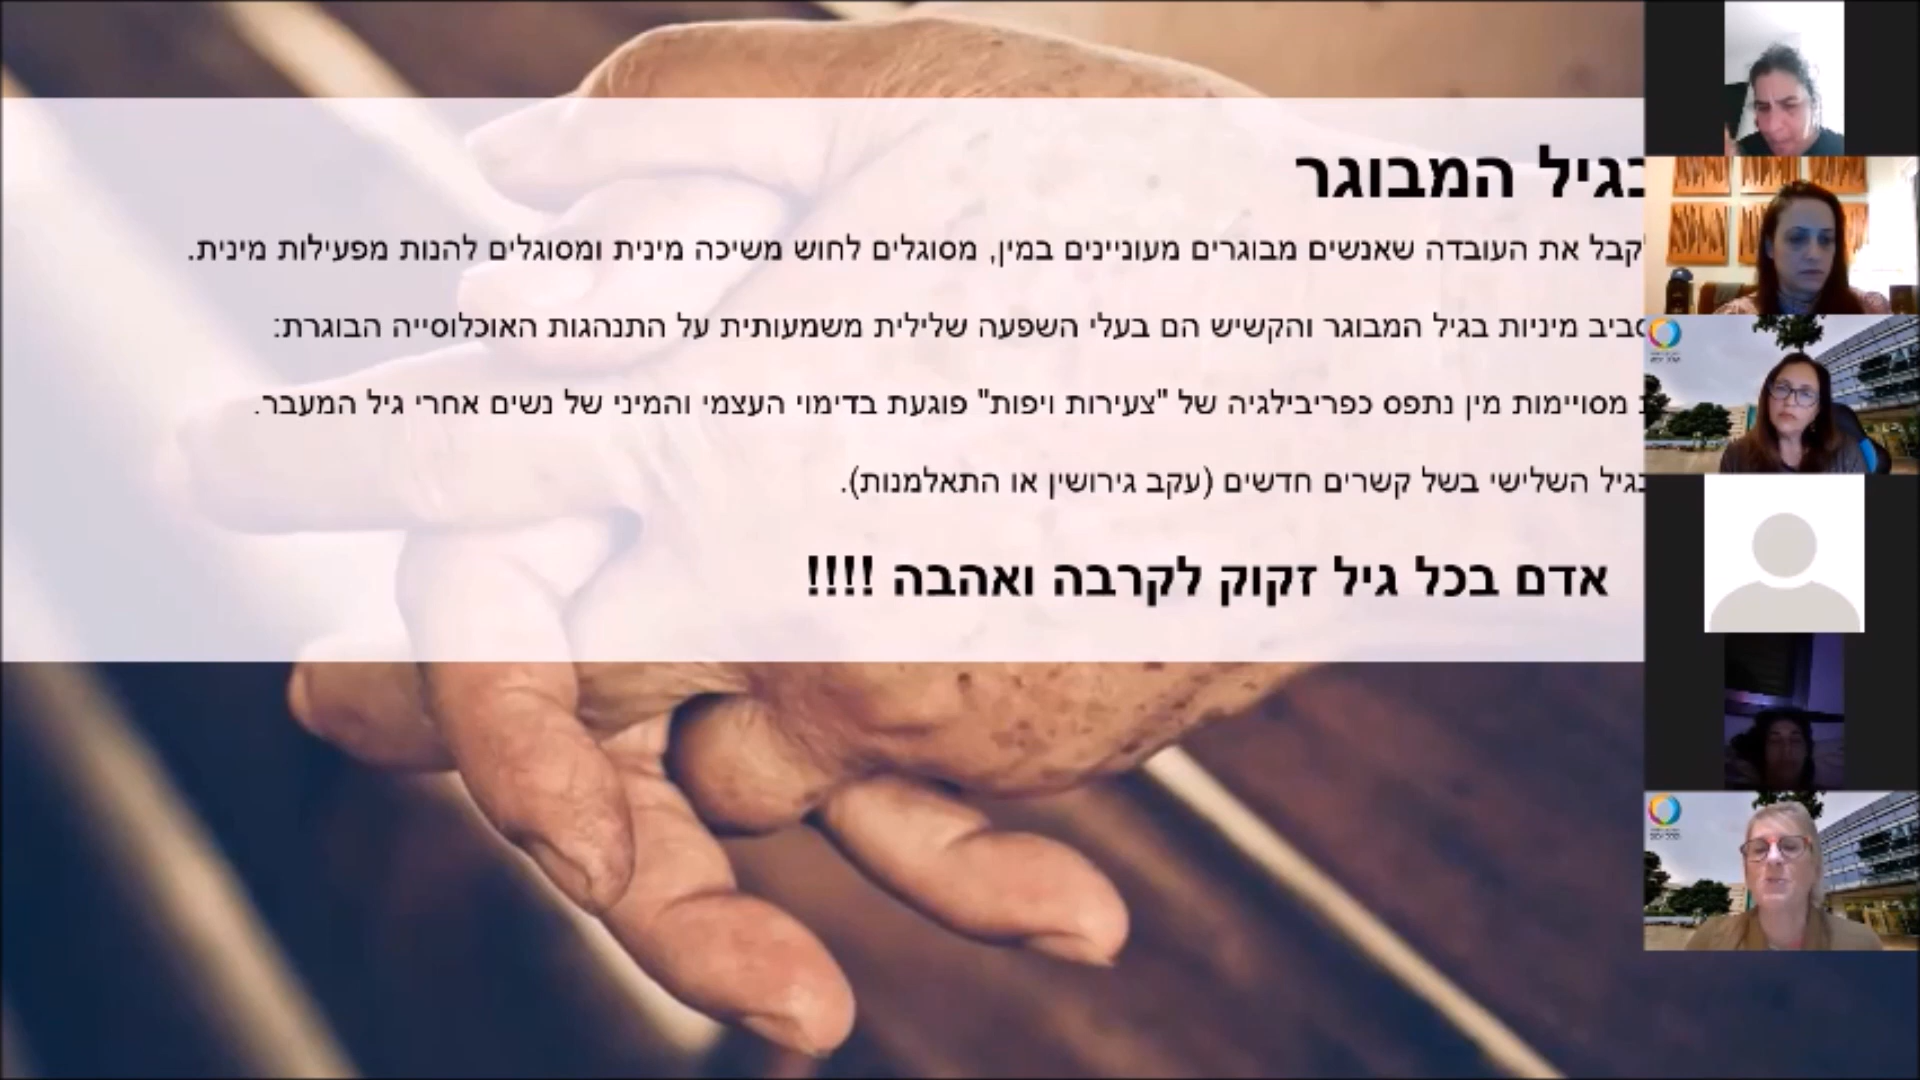 בגיל המבוגר
לקבל את העובדה שאנשים מבוגרים מעוניינים במין, מסוגלים לחוש משיכה מינית ומסוגלים להנות מפעילות מינית.
סביב מיניות בגיל המבוגר והקשיש הם בעלי השפעה שלילית משמעותית על התנהגות האוכלוסייה הבוגרת:
מסויימות מין נתפס כפריבילגיה של "צעירות ויפות" פוגעת בדימוי העצמי והמיני של נשים אחרי גיל המעבר.
בגיל השלישי בשל קשרים חדשים (עקב גירושין או התאלמנות).
אדם בכל גיל זקוק לקרבה ואהבה !!!!